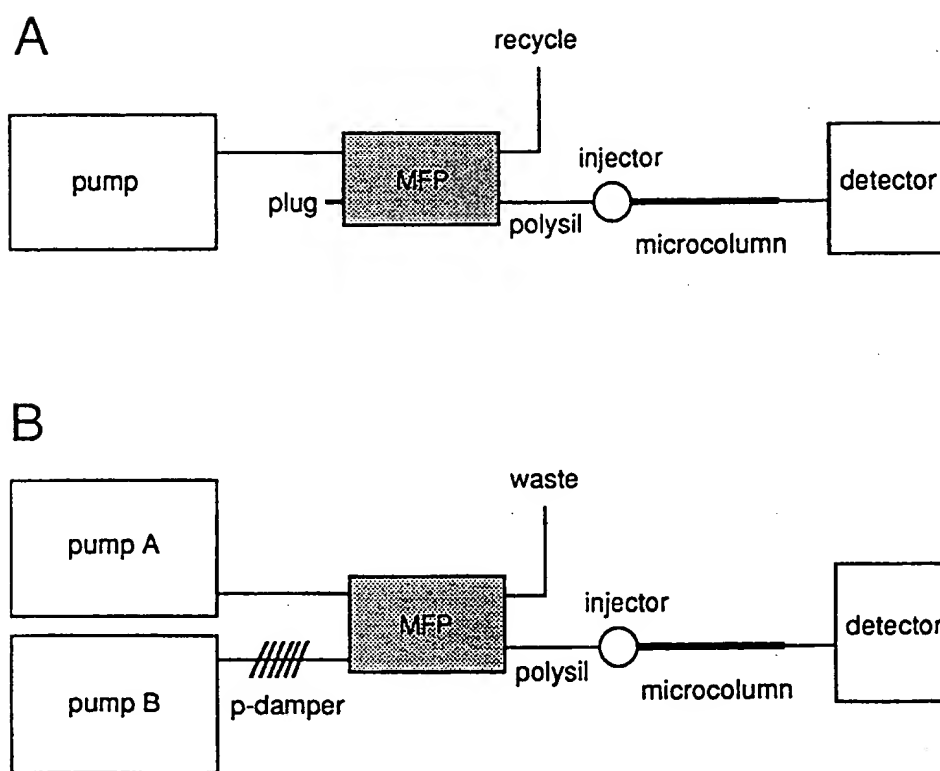 A
recycle
pump
MFP
injector
detector
plug
polysil
microcolumn
B
waste
pump A
injector
MFP
detector
polysil
microcolumn
pump B
p-damper